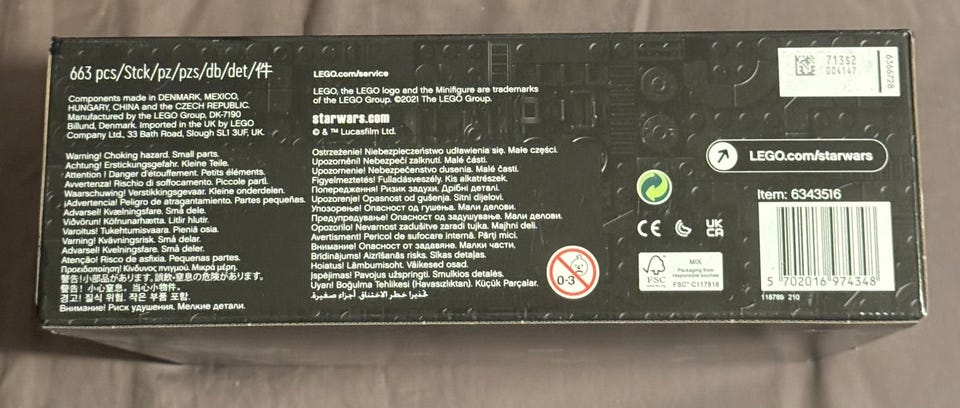 663 pcs/Stck/pz/pzs/db/det/件
Components made in DENMARK, MEXICO,
HUNGARY, CHINA and the CZECH REPUBLIC.
Manufactured by the LEGO Group, DK-7190
Billund, Denmark. Imported in the UK by LEGO
Company Ltd., 33 Bath Road, Slough SL1 3UF, UK.
Warning! Choking hazard. Small parts.
Achtung! Erstickungsgefahr. Kleine Teile.
Attention ! Danger d'étouffement. Petits éléments.
Avvertenza! Rischio di soffocamento. Piccole parti.
Waarschuwing! Verstikkingsgevaar. Kleine onderdelen.
¡Advertencia! Peligro de atragantamiento. Partes pequeñas.
Advarsel! Kvælningsfare. Små dele.
Viðvörun! Köfnunarhætta. Litlir hlutir.
Varoitus! Tukehtumisvaara. Pieniä osia.
Varning! Kvävningsrisk. Små delar.
Advarsel! Kvelningsfare. Små deler.
Atenção! Risco de asfixia. Pequenas partes.
Προειδοποίηση! Κίνδυνος πνιγμού. Μικρά μέρη.
警告!小部品があります。誤飲・窒息の危険があります。
警告！小心窒息。当心小物件。
경고! 질식 위험. 작은 부품 포함.
Внимание! Риск удушения. Мелкие детали.
LEGO.com/service
LEGO, the LEGO logo and the Minifigure are trademarks
of the LEGO Group. ©2021 The LEGO Group.
starwars.com
© & ™ Lucasfilm Ltd.
Ostrzeżenie! Niebezpieczeństwo udławienia się. Małe części.
Upozornění! Nebezpečí zalknutí. Malé části.
Upozornenie! Nebezpečenstvo dusenia. Malé časti.
Figyelmeztetés! Fulladásveszély. Kis alkatrészek.
Попередження! Ризик задухи. Дрібні деталі.
Upozorenje! Opasnost od gušenja. Sitni dijelovi.
Упозорење! Опасност од гушења. Мали делови.
Предупреждение! Опасност от задушаване. Малки части.
Opozorilo! Nevarnost zadušitve zaradi tujka. Majhni deli.
Avertisment! Pericol de sufocare internă. Părți mici.
Внимание! Опасност от задавяне. Малки части.
Brīdinājums! Aizrīšanās risks. Sīkas detaļas.
Hoiatus! Lämbumisoht. Väikesed osad.
Įspėjimas! Pavojus užspringti. Smulkios detalės.
Uyarı! Boğulma Tehlikesi (Havasızlıktan). Küçük Parçalar.
تحذير! خطر الاختناق. أجزاء صغيرة
0-3
713S2
004147
6366728
LEGO.com/starwars
Item: 6343516
CE
UK
CA
FSC
MIX
Packaging from
responsible sources
FSC® C117818
5 702016 974348
118789 210